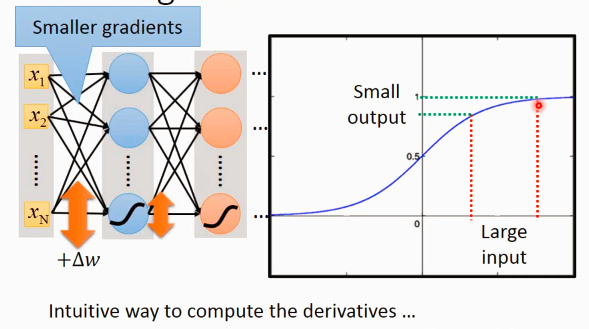 Smaller gradients
x1
x2
xN
......
......
......
...
...
...
+Δw
Small
output
1
0.5
0
Large
input
Intuitive way to compute the derivatives ...